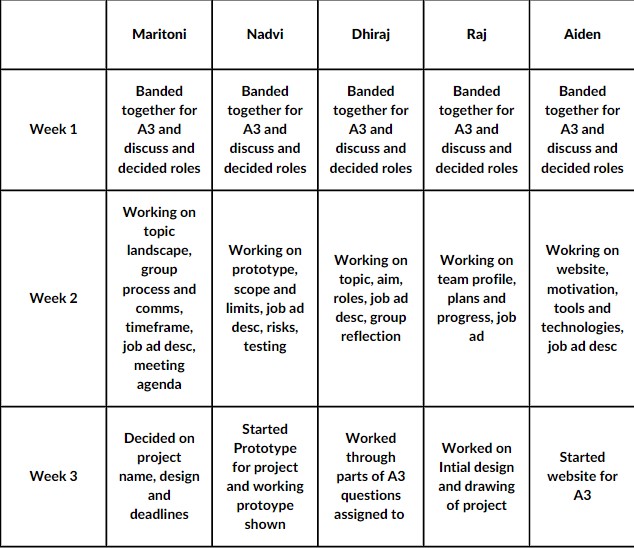 Maritoni
Nadvi
Dhiraj
Raj
Aiden
Week 1
Banded
together for
A3 and
discuss and
decided roles
Banded
together for
A3 and
discuss and
decided roles
Banded
together for
A3 and
discuss and
decided roles
Banded
together for
A3 and
discuss and
decided roles
Banded
together for
A3 and
discuss and
decided roles
Week 2
Working on
topic
landscape,
group
process and
comms,
timeframe,
job ad desc,
meeting
agenda
Working on
prototype,
scope and
limits, job ad
desc, risks,
testing
Working on
topic, aim,
roles, job ad
desc, group
reflection
Working on
team profile,
plans and
progress, job
ad
Wokring on
website,
motivation,
tools and
technologies,
job ad desc
Week 3
Decided on
project
name, design
and
deadlines
Started
Prototype
for project
and working
protoype
shown
Worked
through
parts of A3
questions
assigned to
Worked on
Intial design
and drawing
of project
Started
website for
A3